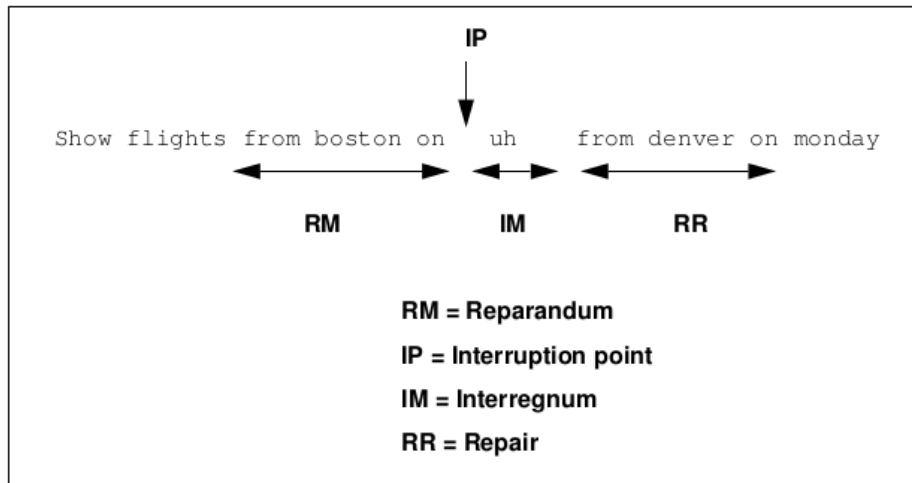 IP
Show flights from boston on uh from denver on monday
RM IM RR
RM = Reparandum
IP = Interruption point
IM = Interregnum
RR = Repair